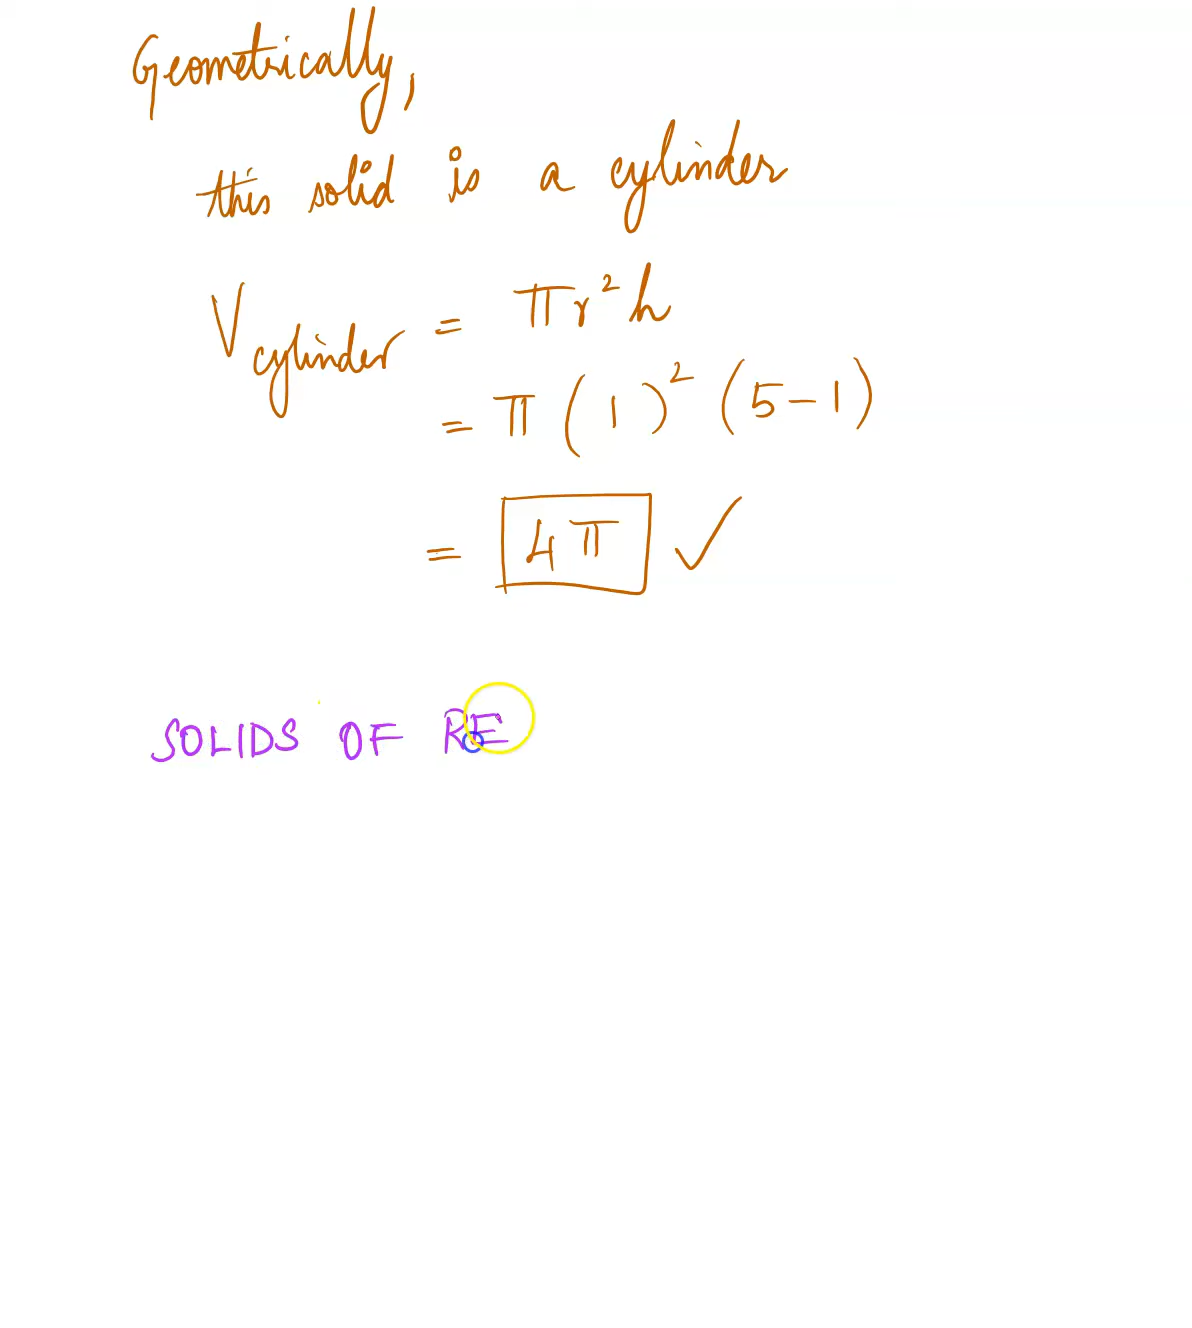 Geometrically,
this solid is a cylinder
V cylinder = πr²h
= π(1)²(5-1)
= 4π ✓
SOLIDS OF RE